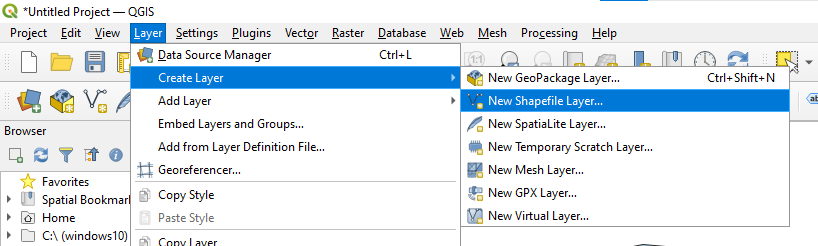 *Untitled Project — QGIS
Project Edit View Layer Settings Plugins Vector Raster Database Web Mesh Processing Help
Data Source Manager Ctrl+L
Create Layer
New GeoPackage Layer... Ctrl+Shift+N
Add Layer
New Shapefile Layer...
Embed Layers and Groups...
New SpatiaLite Layer...
Browser
Add from Layer Definition File...
New Temporary Scratch Layer...
Georeferencer...
New Mesh Layer...
Favorites
Copy Style
New GPX Layer...
Spatial Bookmar
Home
Paste Style
New Virtual Layer...
C:\ (windows10)
Copy Layer